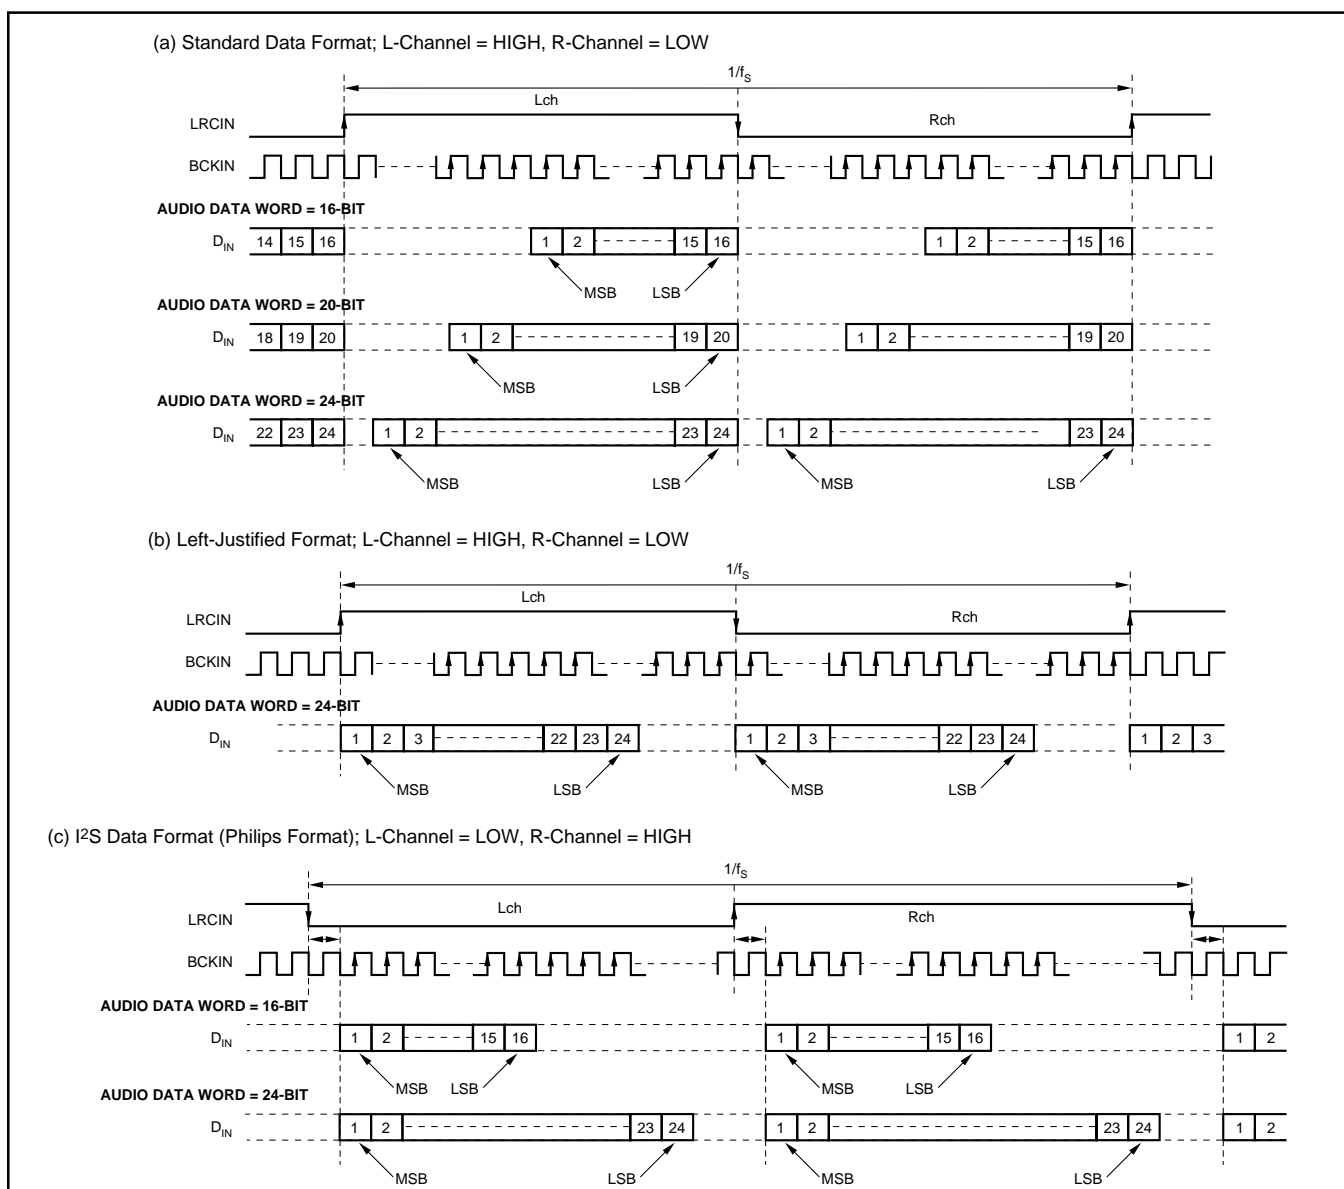 (a) Standard Data Format; L-Channel = HIGH, R-Channel = LOW
1/fS
Lch
Rch
LRCIN
BCKIN
AUDIO DATA WORD = 16-BIT
DIN 14 15 16 1 2 15 16 1 2 15 16
MSB LSB
AUDIO DATA WORD = 20-BIT
DIN 18 19 20 1 2 19 20 1 2 19 20
MSB LSB
AUDIO DATA WORD = 24-BIT
DIN 22 23 24 1 2 23 24 1 2 23 24
MSB LSB MSB LSB
(b) Left-Justified Format; L-Channel = HIGH, R-Channel = LOW
1/fS
Lch
Rch
LRCIN
BCKIN
AUDIO DATA WORD = 24-BIT
DIN 1 2 3 22 23 24 1 2 3 22 23 24 1 2 3
MSB LSB MSB LSB
(c) I2S Data Format (Philips Format); L-Channel = LOW, R-Channel = HIGH
1/fS
Lch
Rch
LRCIN
BCKIN
AUDIO DATA WORD = 16-BIT
DIN 1 2 15 16 1 2 15 16 1 2
MSB LSB MSB LSB
AUDIO DATA WORD = 24-BIT
DIN 1 2 23 24 1 2 23 24 1 2
MSB LSB MSB LSB